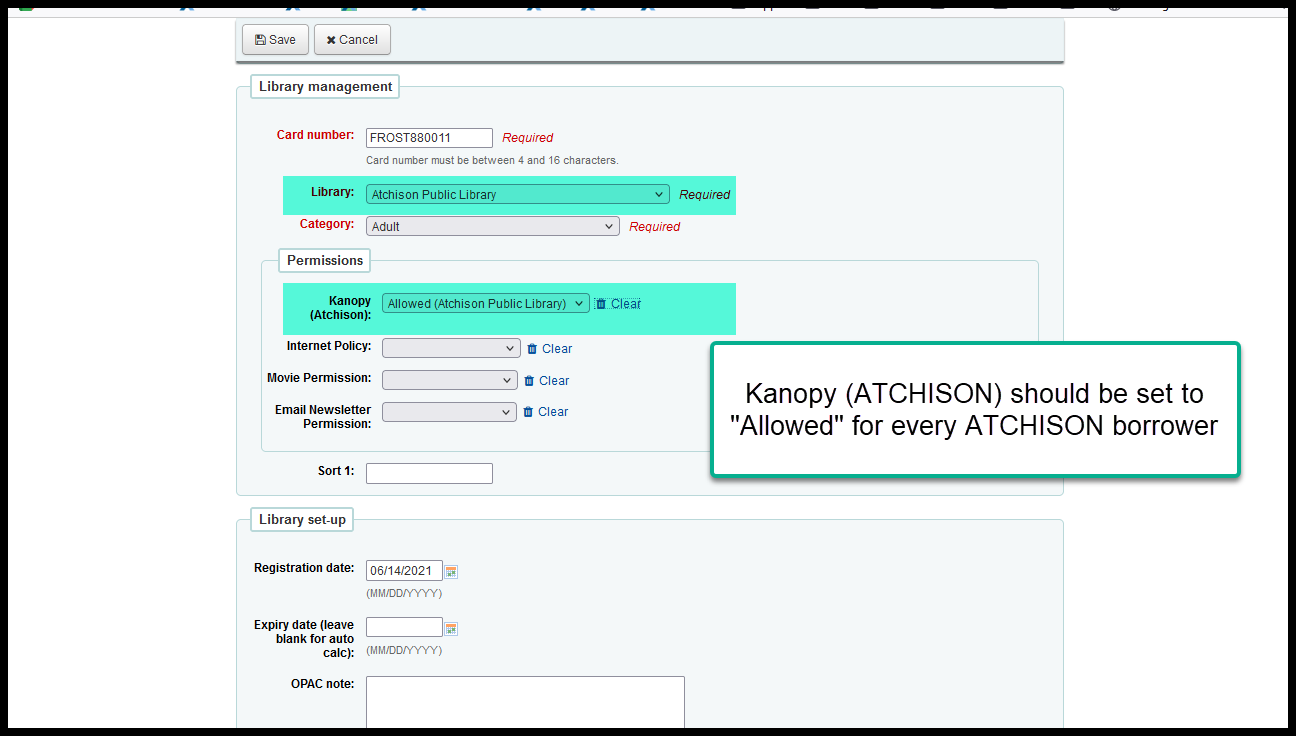 Save Cancel
Library management
Card number: FROST880011 Required
Card number must be between 4 and 16 characters.
Library: Atchison Public Library Required
Category: Adult Required
Permissions
Kanopy
(Atchison): Allowed (Atchison Public Library) Clear
Internet Policy: Clear
Movie Permission: Clear
Email Newsletter
Permission: Clear
Kanopy (ATCHISON) should be set to
"Allowed" for every ATCHISON borrower
Sort 1:
Library set-up
Registration date: 06/14/2021
(MM/DD/YYYY)
Expiry date (leave
blank for auto
calc):
(MM/DD/YYYY)
OPAC note: